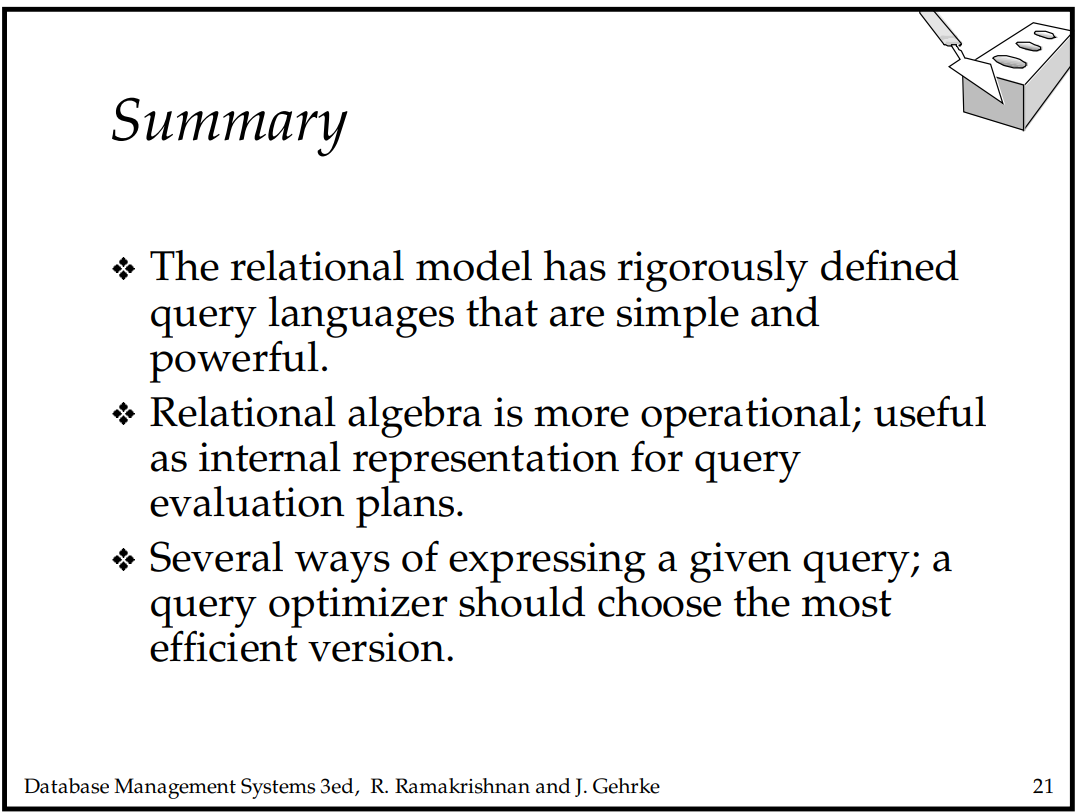 Summary
❖ The relational model has rigorously defined
query languages that are simple and
powerful.
❖ Relational algebra is more operational; useful
as internal representation for query
evaluation plans.
❖ Several ways of expressing a given query; a
query optimizer should choose the most
efficient version.
Database Management Systems 3ed, R. Ramakrishnan and J. Gehrke 21